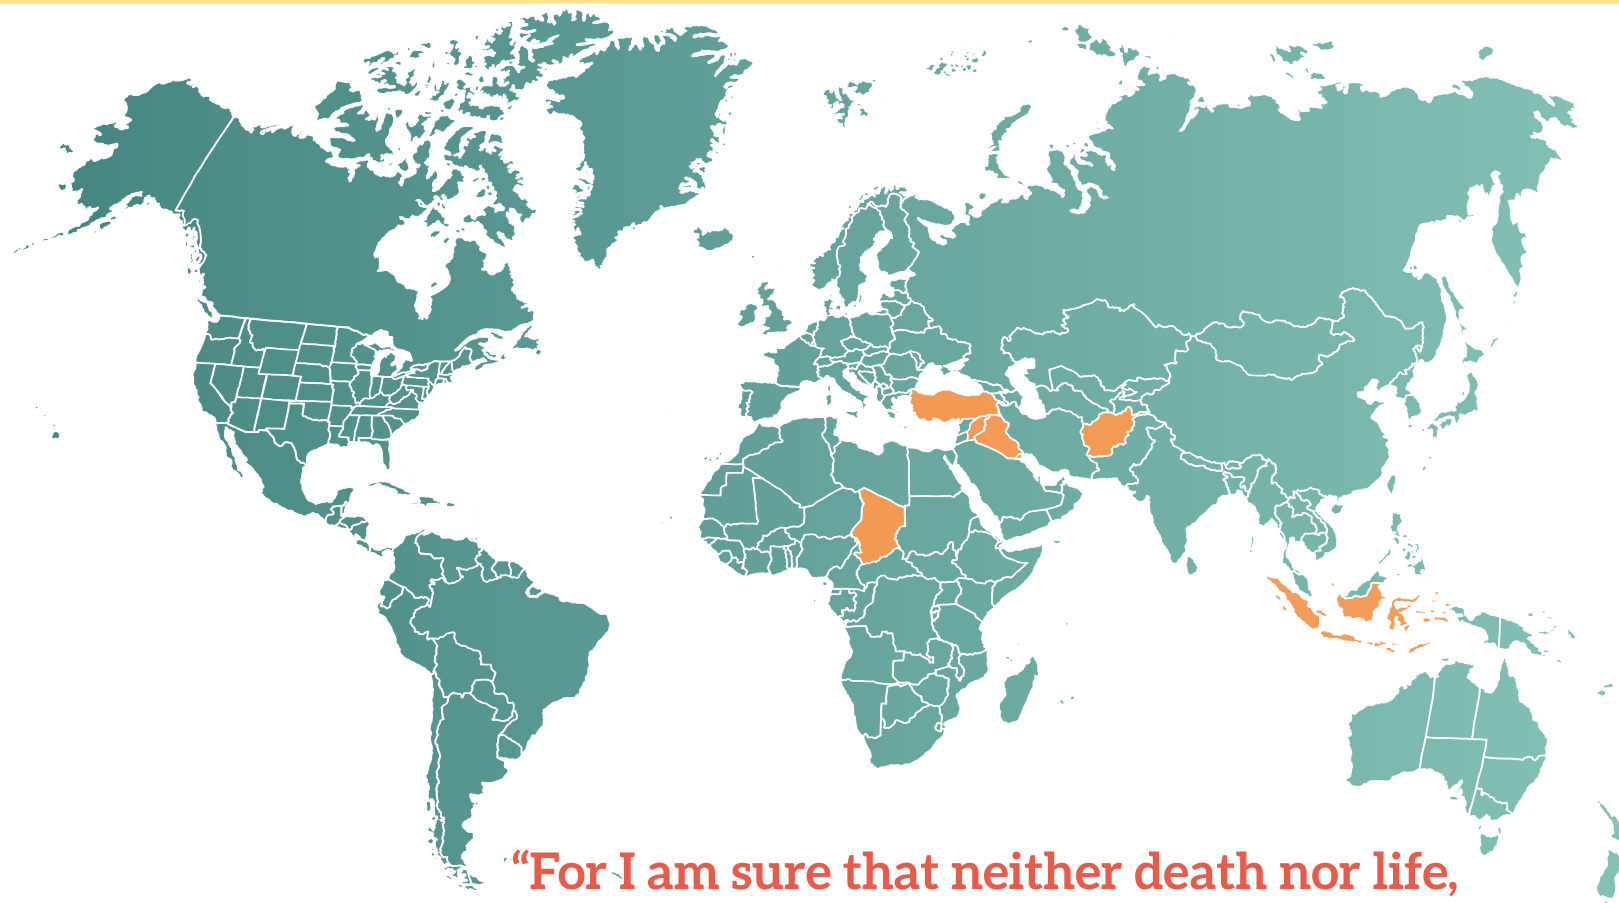 “For I am sure that neither death nor life,